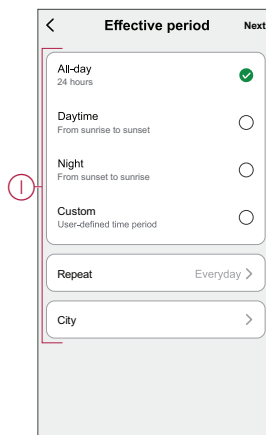 Effective period Next
All-day
24 hours
Daytime
From sunrise to sunset
Night
From sunset to sunrise
Custom
User-defined time period
Repeat Everyday
City